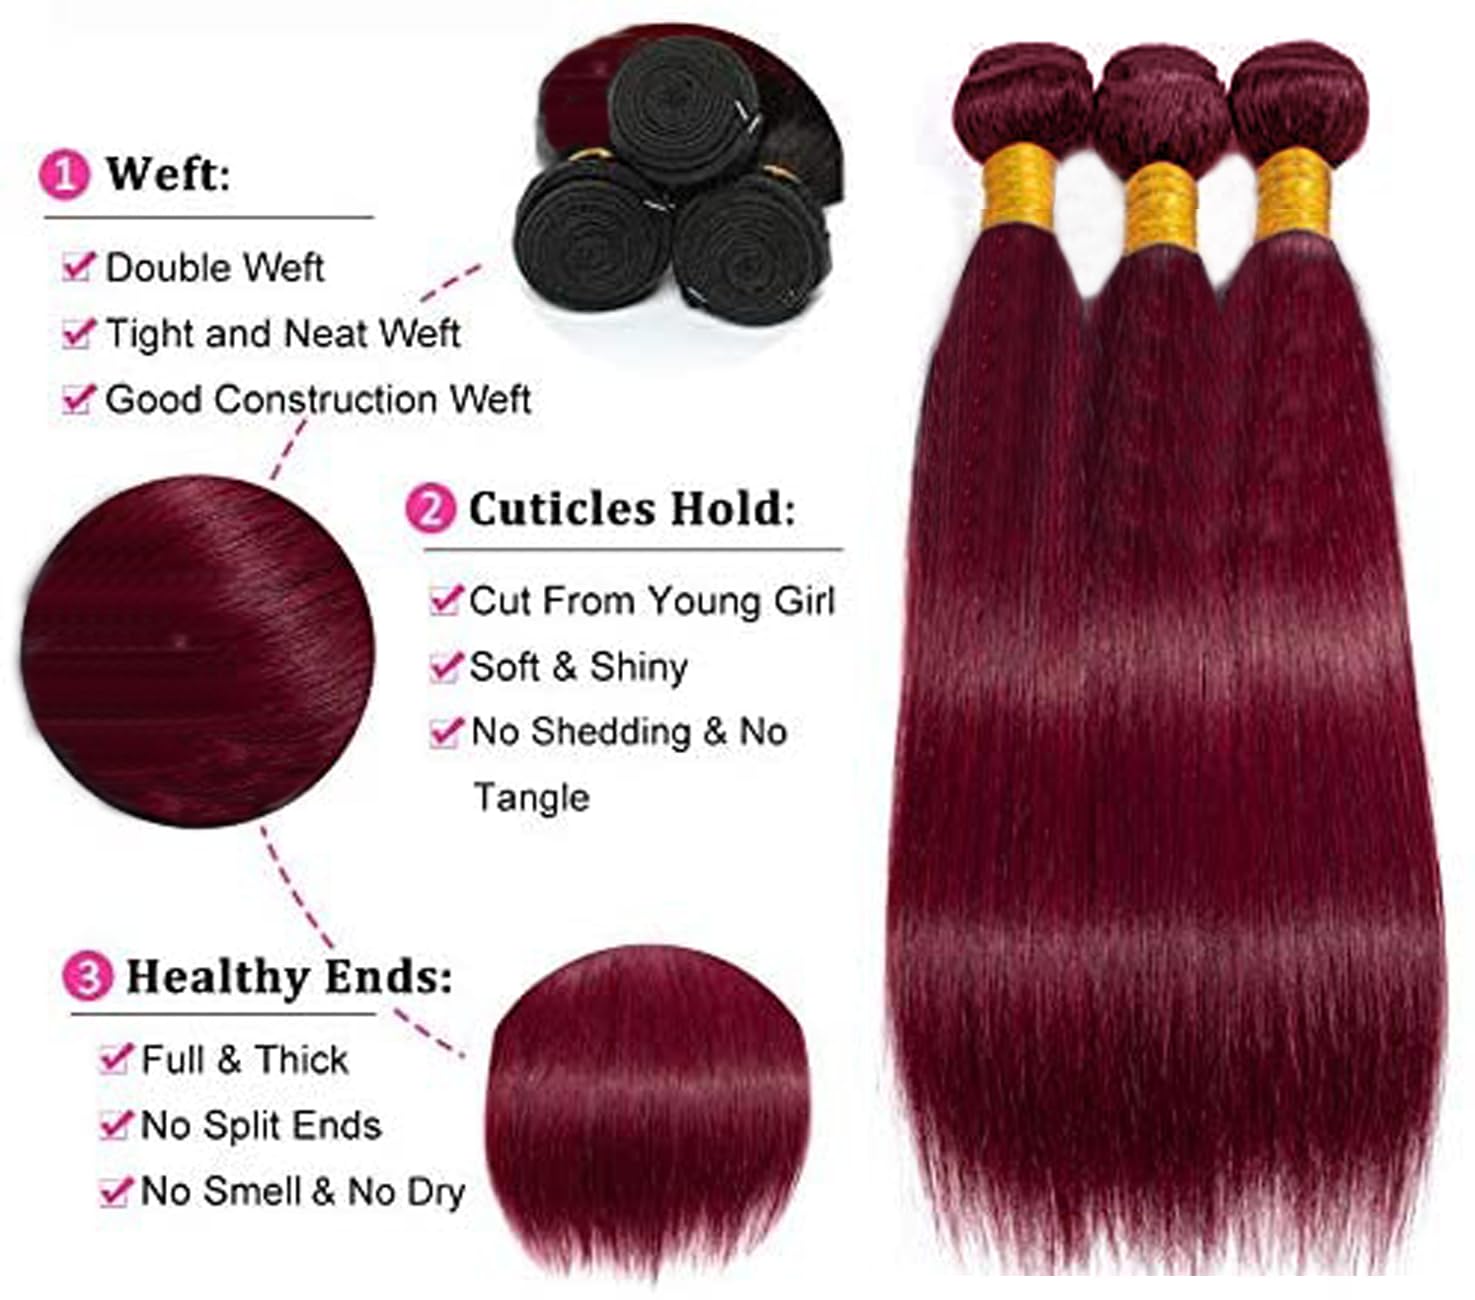 1 Weft:
Double Weft
Tight and Neat Weft
Good Construction Weft
2 Cuticles Hold:
Cut From Young Girl
Soft & Shiny
No Shedding & No
Tangle
3 Healthy Ends:
Full & Thick
No Split Ends
No Smell & No Dry